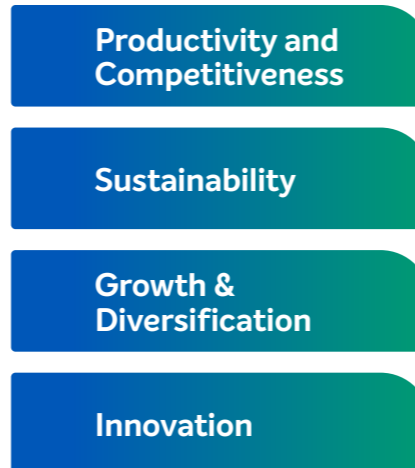 Productivity and
Competitiveness
Sustainability
Growth &
Diversification
Innovation